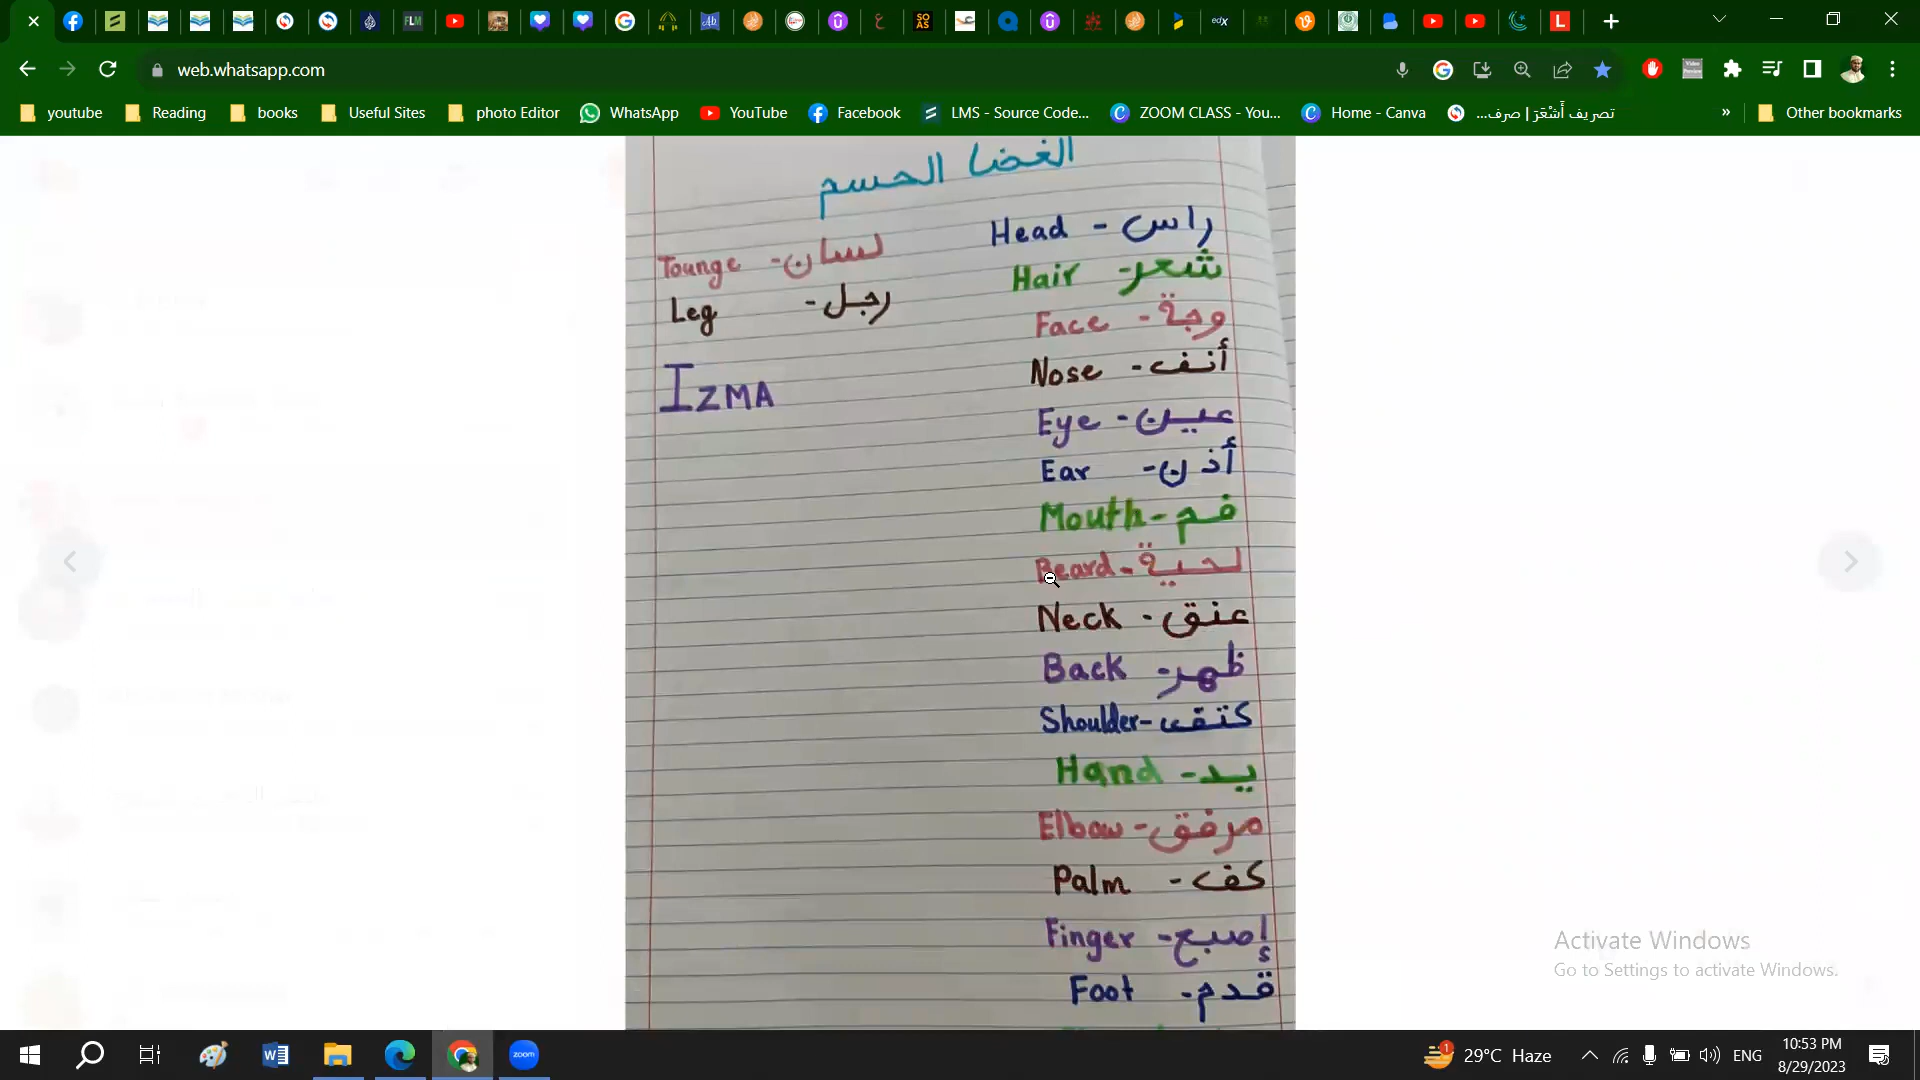 web.whatsapp.com
youtube
Reading
books
Useful Sites
photo Editor
WhatsApp
YouTube
Facebook
LMS - Source Code...
ZOOM CLASS - You...
Home - Canva
تصريف أَشْعَرَ | صرف...
»
Other bookmarks
الغضا الحسم
Head - راس
Hair - شعر
Face - وجة
Nose - أنف
Eye - عين
Ear - أذن
Mouth - فم
Beard - لحية
Neck - عنق
Back - ظهر
Shoulder - كتف
Hand - يد
Elbow - مرفق
Palm - كف
Finger - إصبع
Foot - قدم
Tounge - لسان
Leg - رجل
IZMA
Activate Windows
Go to Settings to activate Windows.
zoom
29°C Haze
ENG
10:53 PM
8/29/2023